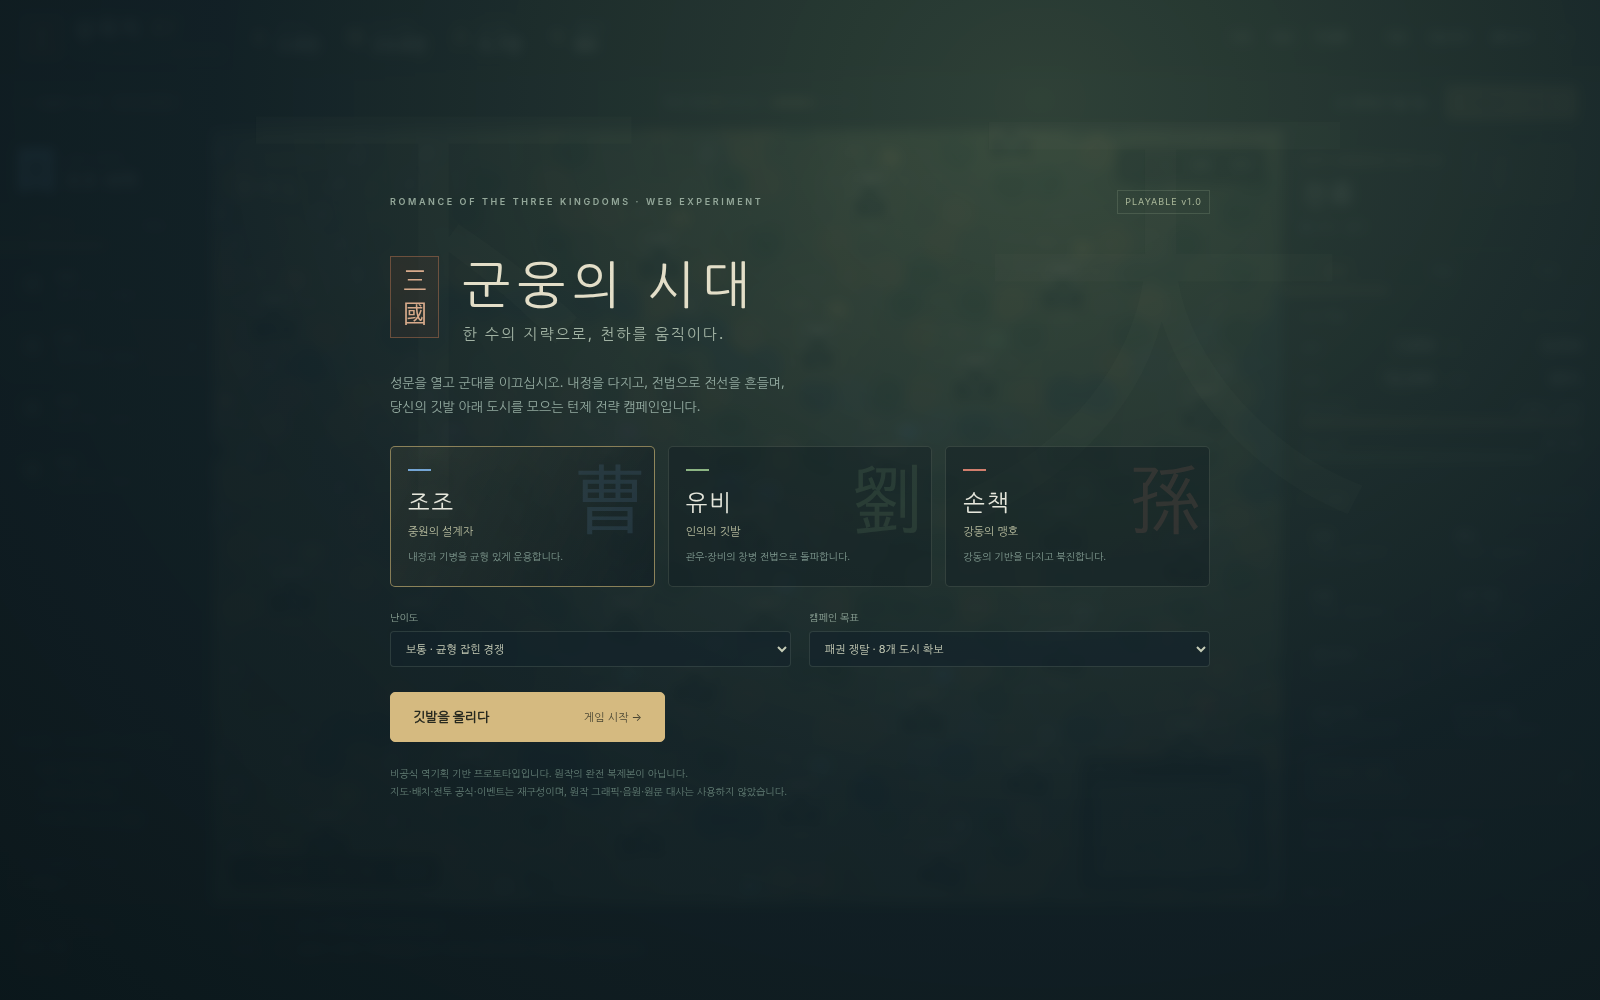 ROMANCE OF THE THREE KINGDOMS · WEB EXPERIMENT
PLAYABLE v1.0
三國
군웅의 시대
한 수의 지략으로, 천하를 움직이다.
성문을 열고 군대를 이끄십시오. 내정을 다지고, 전법으로 전선을 흔들며,
당신의 깃발 아래 도시를 모으는 턴제 전략 캠페인입니다.
曹
조조
중원의 설계자
내정과 기병을 균형 있게 운용합니다.
劉
유비
인의의 깃발
관우·장비의 창병 전법으로 돌파합니다.
孫
손책
강동의 맹호
강동의 기반을 다지고 북진합니다.
난이도
보통 · 균형 잡힌 경쟁
캠페인 목표
패권 쟁탈 · 8개 도시 확보
깃발을 올리다
게임 시작 →
비공식 역기획 기반 프로토타입입니다. 원작의 완전 복제본이 아닙니다.
지도·배치·전투 공식·이벤트는 재구성이며, 원작 그래픽·음원·원문 대사는 사용하지 않았습니다.